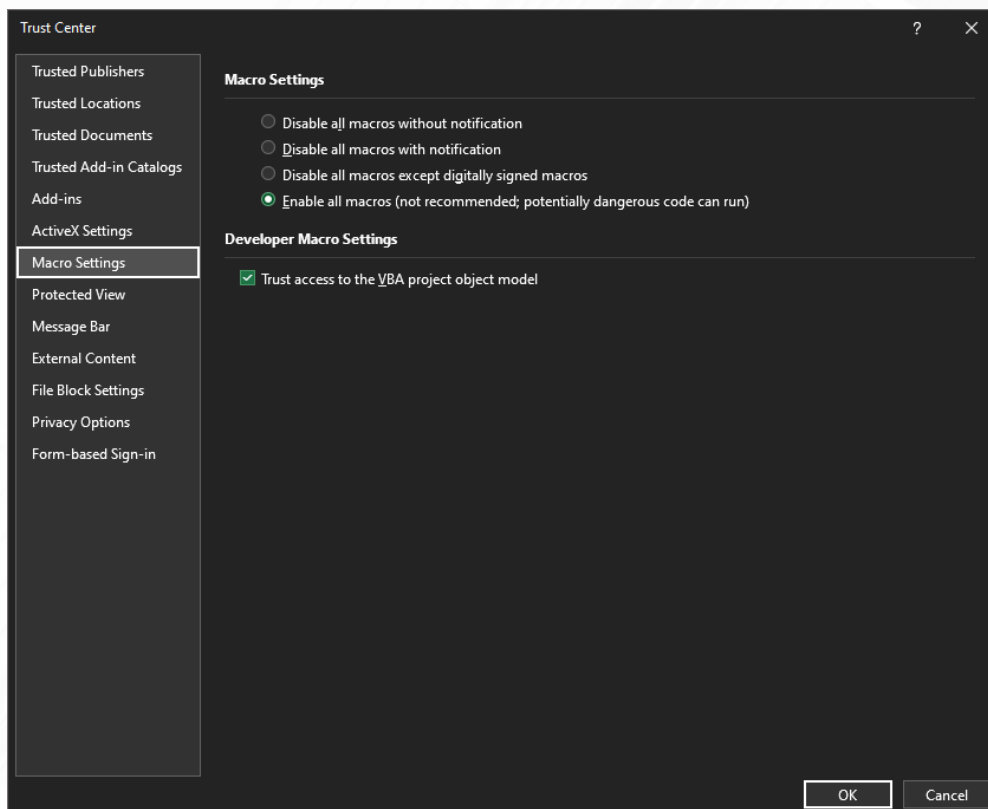 Trust Center
?
Trusted Publishers
Trusted Locations
Trusted Documents
Trusted Add-in Catalogs
Add-ins
ActiveX Settings
Macro Settings
Protected View
Message Bar
External Content
File Block Settings
Privacy Options
Form-based Sign-in
Macro Settings
Disable all macros without notification
Disable all macros with notification
Disable all macros except digitally signed macros
Enable all macros (not recommended; potentially dangerous code can run)
Developer Macro Settings
Trust access to the VBA project object model
OK
Cancel